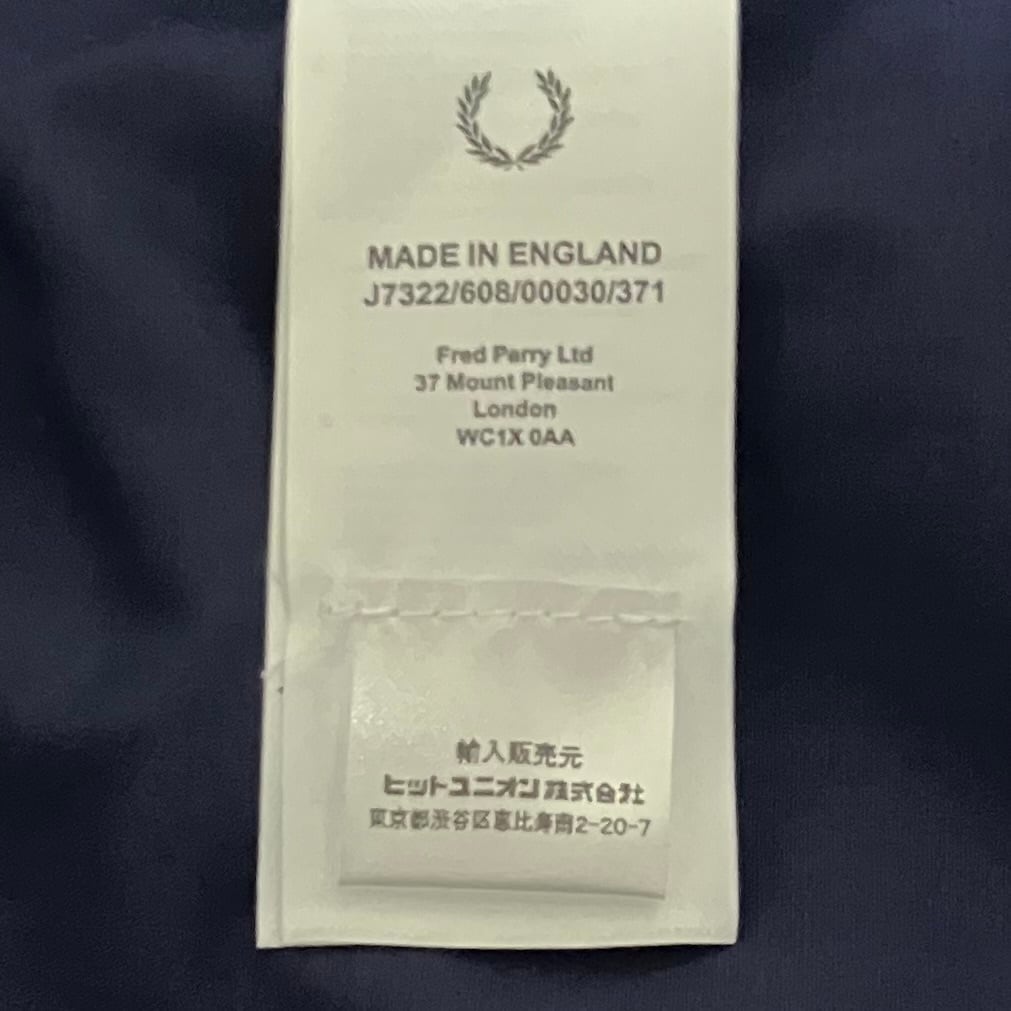 MADE IN ENGLAND
J7322/608/00030/371
Fred Perry Ltd
37 Mount Pleasant
London
WC1X 0AA
輸入販売元
ヒットユニオン株式会社
東京都渋谷区恵比寿南2-20-7